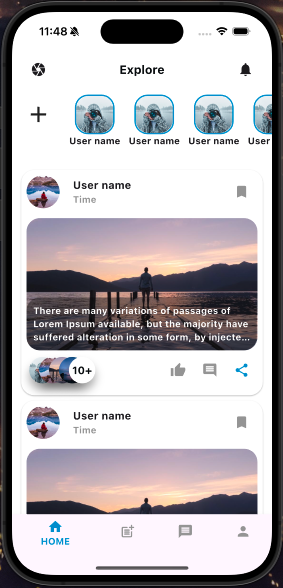 11:48
Explore
User name
User name
User name
User
User name
Time
There are many variations of passages of
Lorem Ipsum available, but the majority have
suffered alteration in some form, by injecte...
10+
User name
Time
HOME